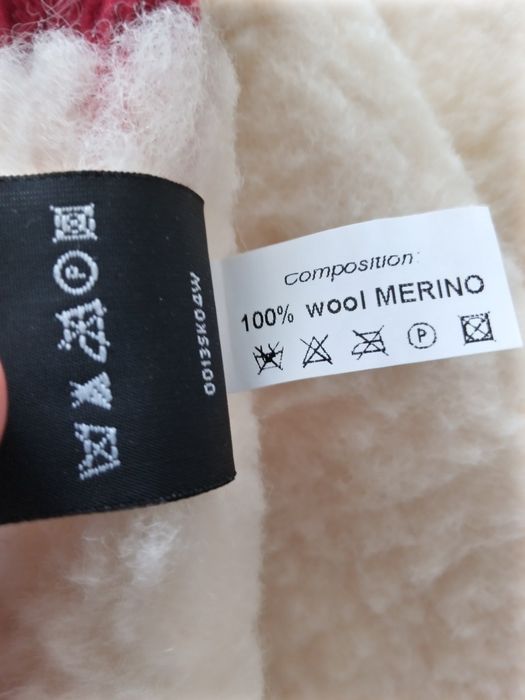 composition:
100% wool MERINO
P
0013SK04W
P